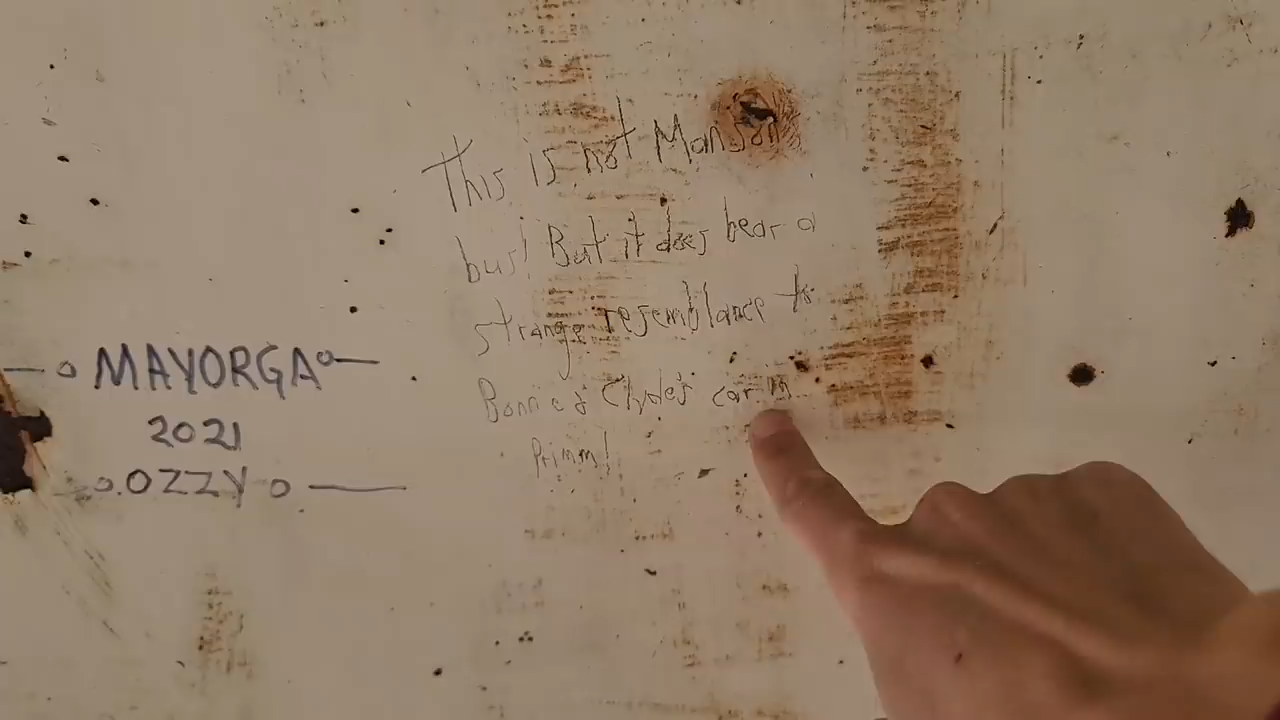 This is not Manson's
bus! But it does bear a
strange resemblance to
Bonnie & Clyde's car in
Primm!
MAYORGA
2021
OZZY